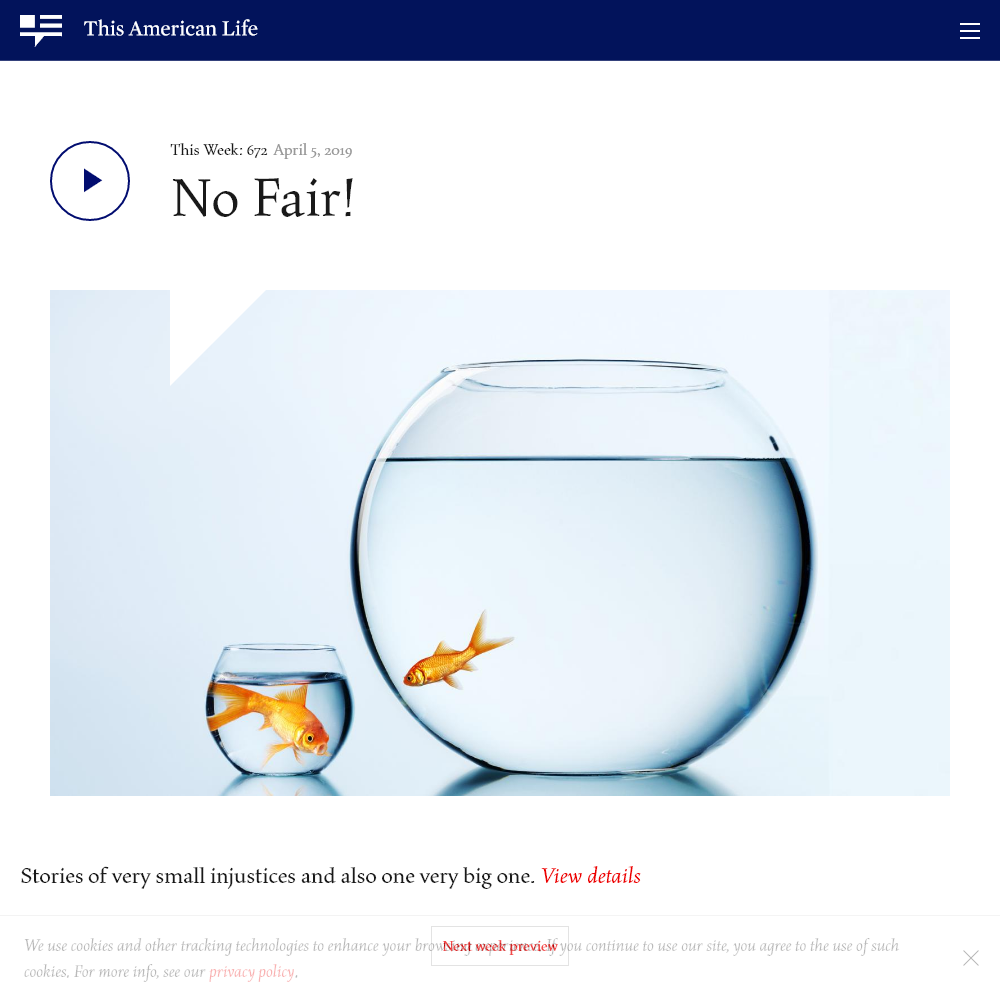 This American Life
This Week: 672 April 5, 2019
No Fair!
Stories of very small injustices and also one very big one. View details
Next week preview
We use cookies and other tracking technologies to enhance your browsing experience. If you continue to use our site, you agree to the use of such
cookies. For more info, see our privacy policy.